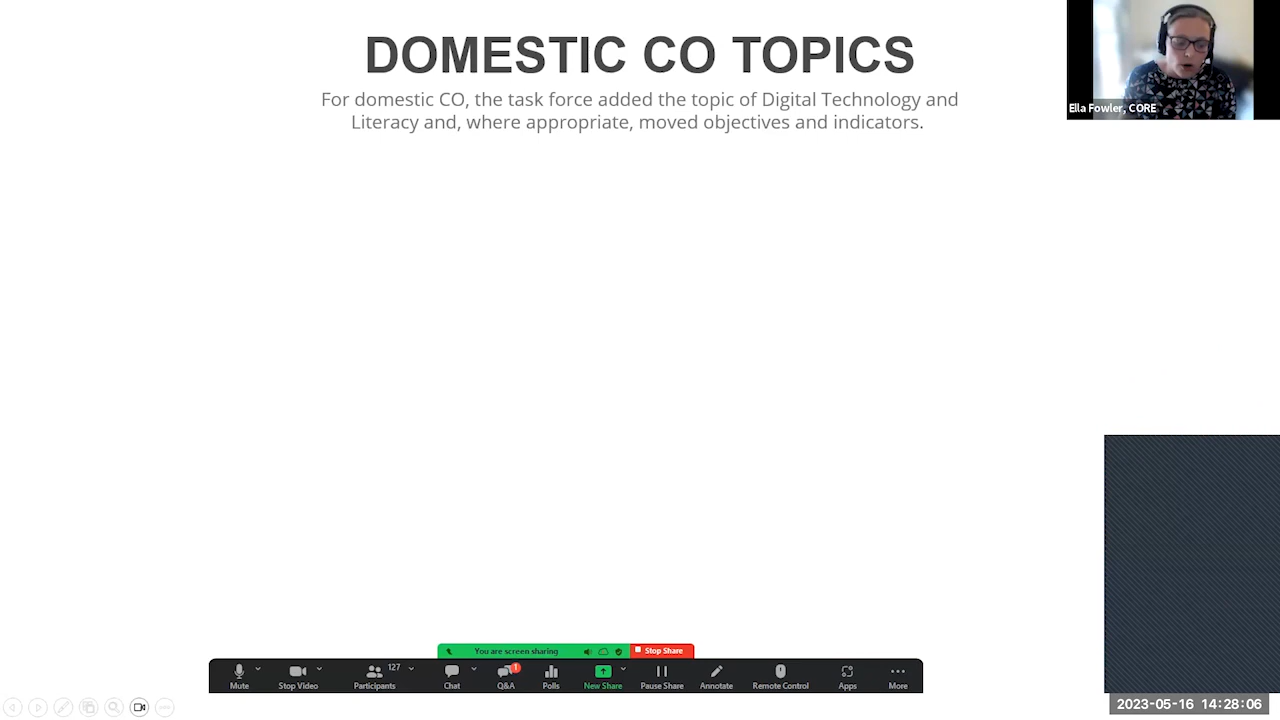 DOMESTIC CO TOPICS
For domestic CO, the task force added the topic of Digital Technology and
Literacy and, where appropriate, moved objectives and indicators.
Ella Fowler, CORE
You are screen sharing
Stop Share
Mute
Stop Video
127
Participants
Chat
1
Q&A
Polls
New Share
Pause Share
Annotate
Remote Control
Apps
More
2023-05-16 14:28:06